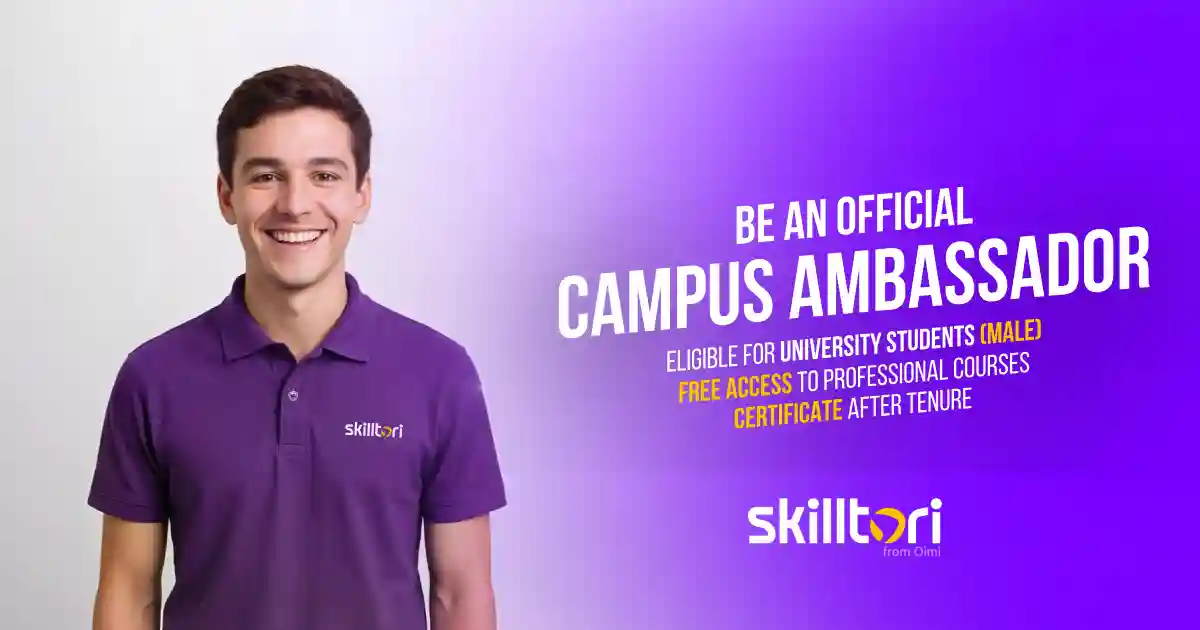 BE AN OFFICIAL
CAMPUS AMBASSADOR
ELIGIBLE FOR UNIVERSITY STUDENTS (MALE)
FREE ACCESS TO PROFESSIONAL COURSES
CERTIFICATE AFTER TENURE
skilltori
skilltori
from Oimi